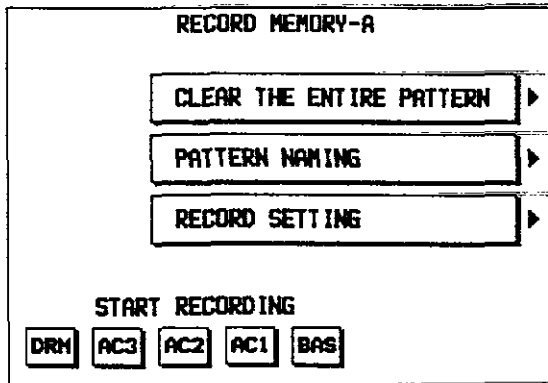 RECORD MEMORY-A
CLEAR THE ENTIRE PATTERN
PATTERN NAMING
RECORD SETTING
START RECORDING
DRM AC3 AC2 AC1 BAS